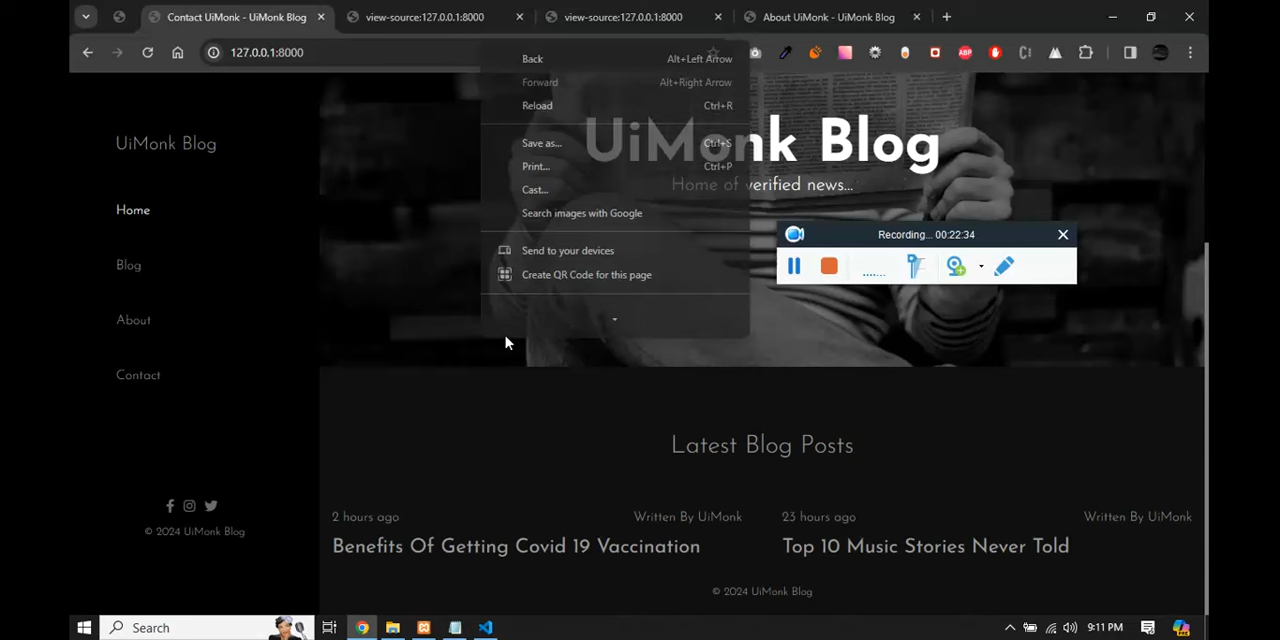 Contact UiMonk - UiMonk Blog
view-source:127.0.0.1:8000
view-source:127.0.0.1:8000
About UiMonk - UiMonk Blog
127.0.0.1:8000
ABP
Back Alt+Left Arrow
Forward Alt+Right Arrow
Reload Ctrl+R
Save as... Ctrl+S
Print... Ctrl+P
Cast...
Search images with Google
Send to your devices
Create QR Code for this page
UiMonk Blog
Home
Blog
About
Contact
© 2024 UiMonk Blog
UiMonk Blog
Home of verified news...
Recording... 00:22:34
Latest Blog Posts
2 hours ago Written By UiMonk
Benefits Of Getting Covid 19 Vaccination
23 hours ago Written By UiMonk
Top 10 Music Stories Never Told
© 2024 UiMonk Blog
Search
9:11 PM